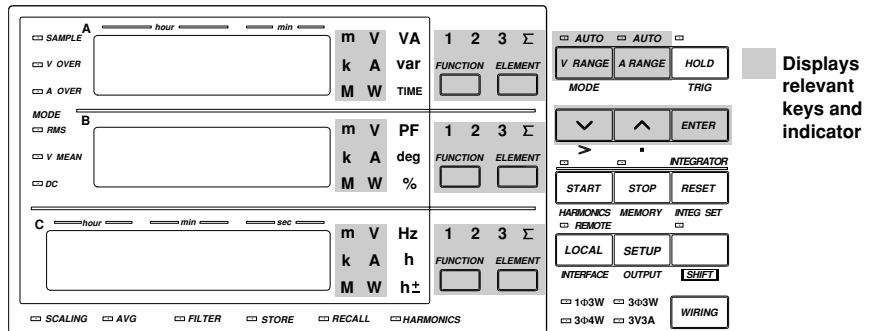 A hour min
SAMPLE
V OVER
A OVER
m V VA
k A var
M W TIME
1 2 3 Σ
FUNCTION ELEMENT
AUTO AUTO
V RANGE A RANGE HOLD
MODE TRIG
Displays
relevant
keys and
indicator
MODE
B
RMS
V MEAN
DC
m V PF
k A deg
M W %
1 2 3 Σ
FUNCTION ELEMENT
ENTER
> .
INTEGRATOR
START STOP RESET
HARMONICS MEMORY INTEG SET
C hour min sec
m V Hz
k A h
M W h±
1 2 3 Σ
FUNCTION ELEMENT
REMOTE
LOCAL SETUP
INTERFACE OUTPUT SHIFT
1Φ3W 3Φ3W
3Φ4W 3V3A
WIRING
SCALING AVG FILTER STORE RECALL HARMONICS